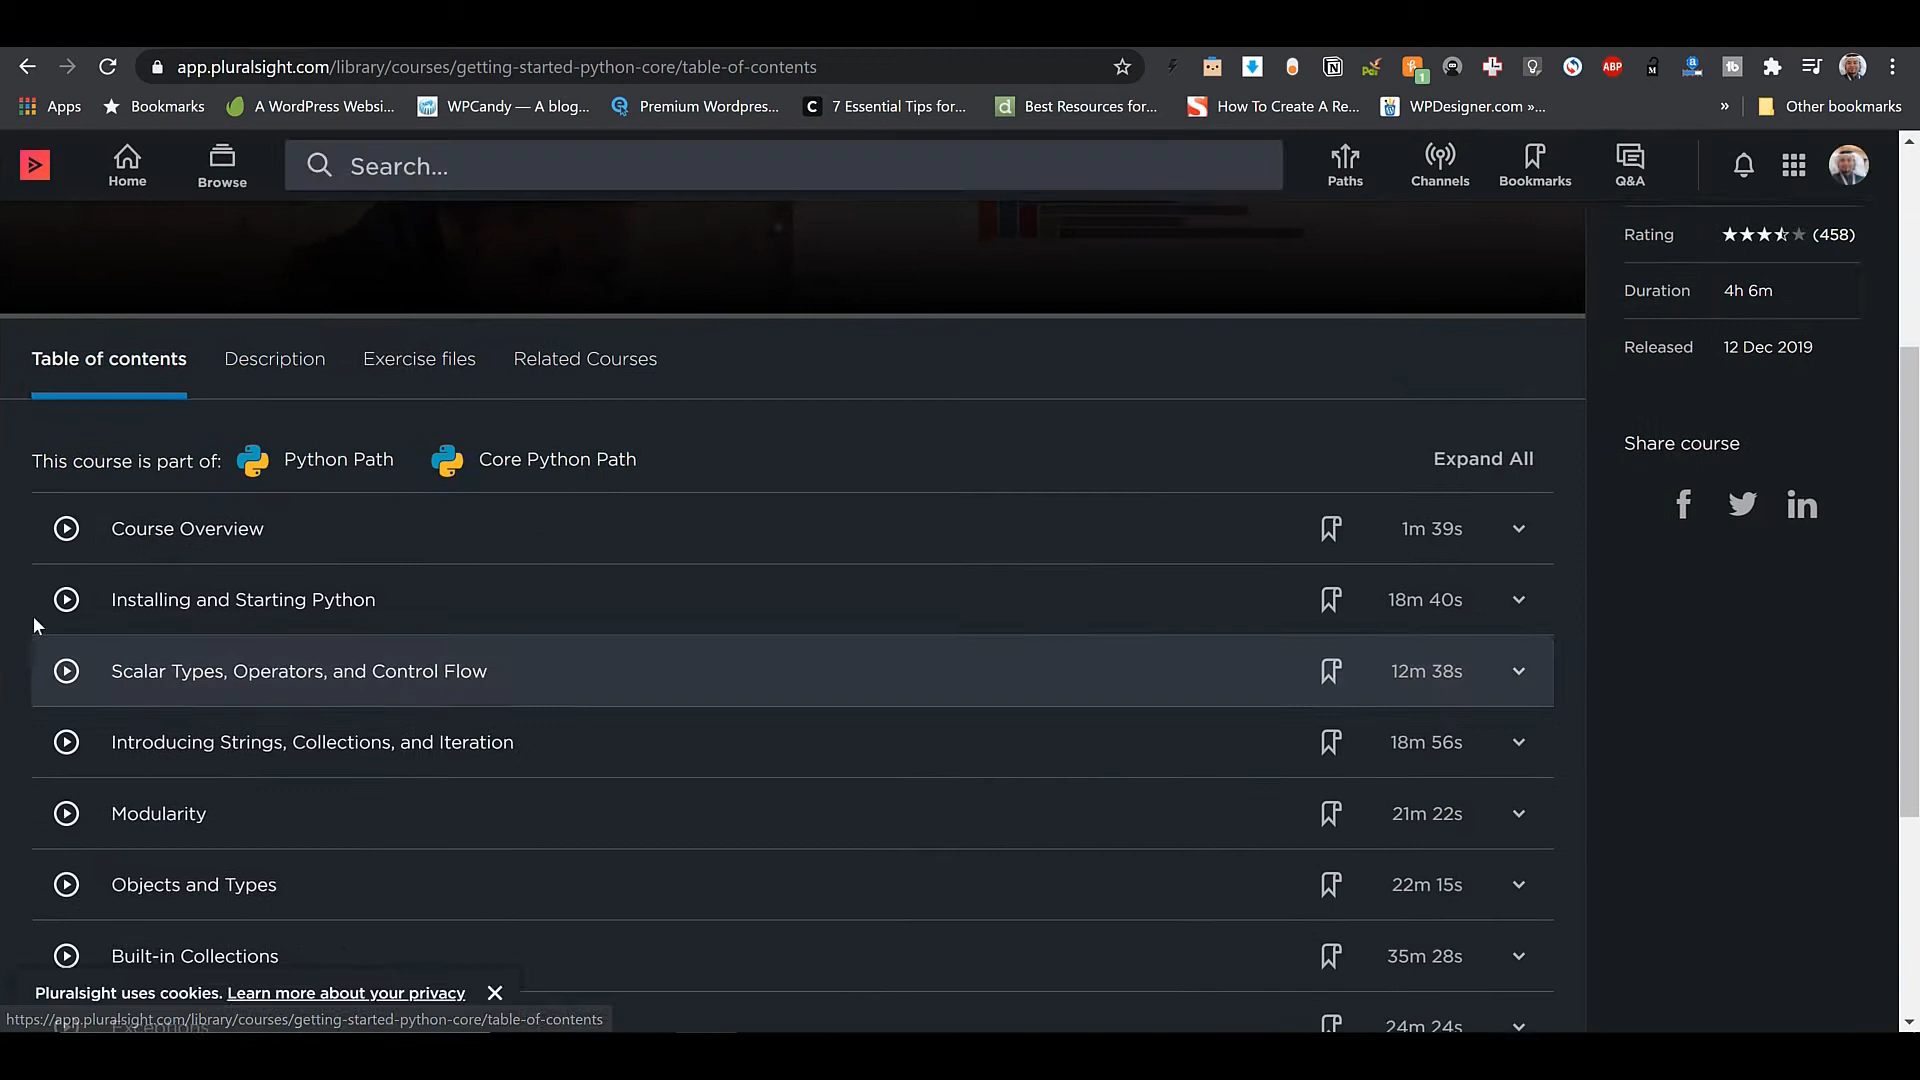 app.pluralsight.com/library/courses/getting-started-python-core/table-of-contents
1
ABP
Apps
Bookmarks
A WordPress Websi...
WPCandy — A blog...
Premium Wordpres...
7 Essential Tips for...
Best Resources for...
How To Create A Re...
WPDesigner.com »...
»
Other bookmarks
Home
Browse
Search...
Paths
Channels
Bookmarks
Q&A
Rating
(458)
Duration
4h 6m
Released
12 Dec 2019
Share course
Table of contents
Description
Exercise files
Related Courses
This course is part of:
Python Path
Core Python Path
Expand All
Course Overview
1m 39s
Installing and Starting Python
18m 40s
Scalar Types, Operators, and Control Flow
12m 38s
Introducing Strings, Collections, and Iteration
18m 56s
Modularity
21m 22s
Objects and Types
22m 15s
Built-in Collections
35m 28s
Pluralsight uses cookies. Learn more about your privacy
https://app.pluralsight.com/library/courses/getting-started-python-core/table-of-contents
Exceptions
24m 24s